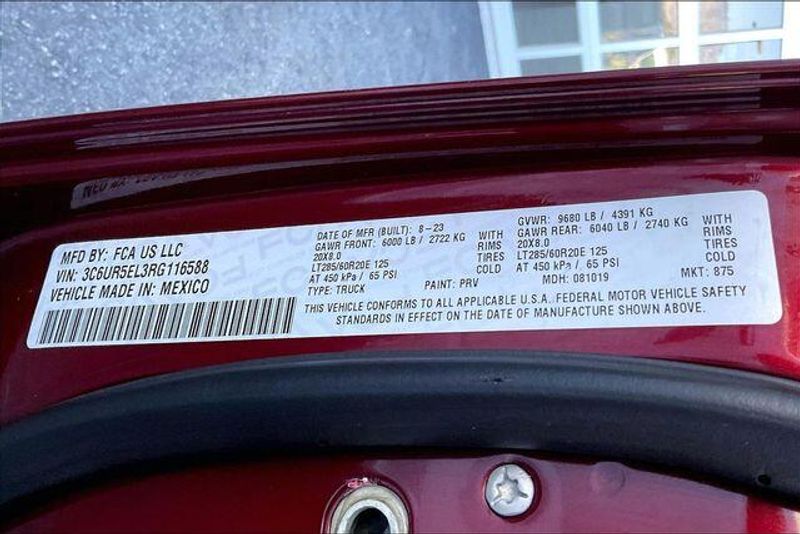 MFD BY: FCA US LLC
VIN: 3C6UR5EL3RG116588
VEHICLE MADE IN: MEXICO
DATE OF MFR (BUILT): 8-23
GAWR FRONT: 6000 LB / 2722 KG WITH
20X8.0 RIMS
LT285/60R20E 125 TIRES
AT 450 KPA/ 65 PSI COLD
TYPE: TRUCK
PAINT: PRV
GVWR: 9680 LB / 4391 KG
GAWR REAR: 6040 LB / 2740 KG WITH
20X8.0 RIMS
LT285/60R20E 125 TIRES
AT 450 kPa / 65 PSI COLD
MDH: 081019 MKT: 875
THIS VEHICLE CONFORMS TO ALL APPLICABLE U.S.A. FEDERAL MOTOR VEHICLE SAFETY
STANDARDS IN EFFECT ON THE DATE OF MANUFACTURE SHOWN ABOVE.